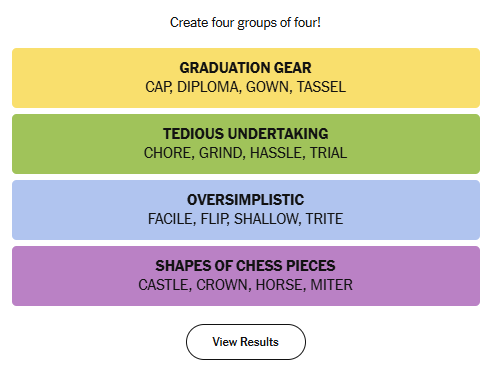 Create four groups of four!
GRADUATION GEAR
CAP, DIPLOMA, GOWN, TASSEL
TEDIOUS UNDERTAKING
CHORE, GRIND, HASSLE, TRIAL
OVERSIMPLISTIC
FACILE, FLIP, SHALLOW, TRITE
SHAPES OF CHESS PIECES
CASTLE, CROWN, HORSE, MITER
View Results